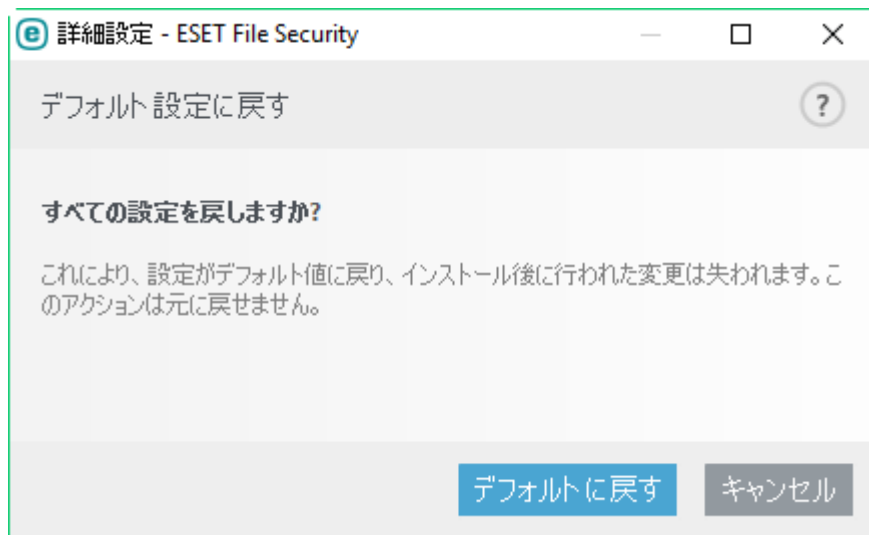 詳細設定 - ESET File Security
デフォルト設定に戻す
?
すべての設定を戻しますか?
これにより、設定がデフォルト値に戻り、インストール後に行われた変更は失われます。こ
のアクションは元に戻せません。
デフォルトに戻す
キャンセル